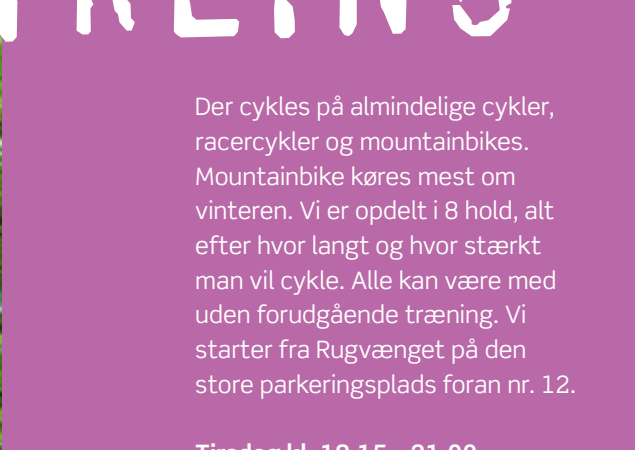 Der cykles på almindelige cykler,
racercykler og mountainbikes.
Mountainbike køres mest om
vinteren. Vi er opdelt i 8 hold, alt
efter hvor langt og hvor stærkt
man vil cykle. Alle kan være med
uden forudgående træning. Vi
starter fra Rugvænget på den
store parkeringsplads foran nr. 12.